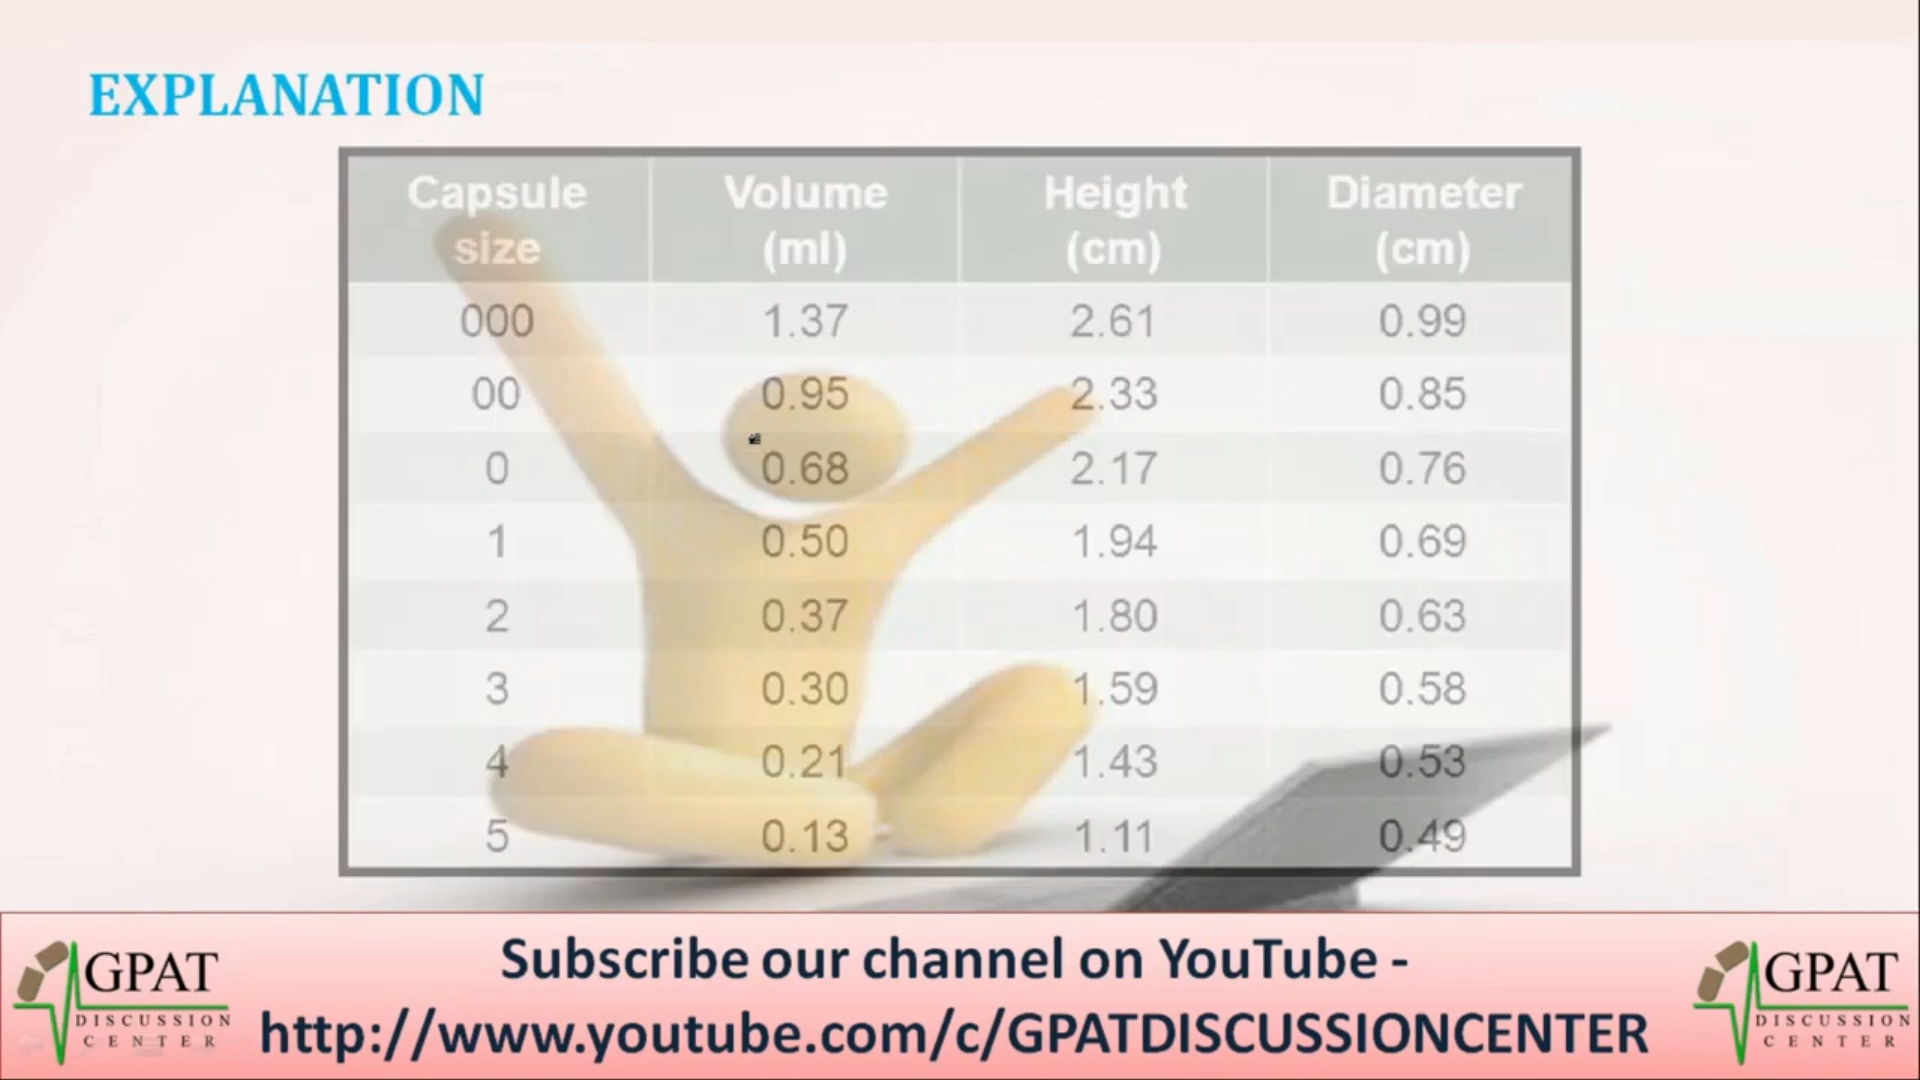 EXPLANATION
Capsule size Volume (ml) Height (cm) Diameter (cm)
000 1.37 2.61 0.99
00 0.95 2.33 0.85
0 0.68 2.17 0.76
1 0.50 1.94 0.69
2 0.37 1.80 0.63
3 0.30 1.59 0.58
4 0.21 1.43 0.53
5 0.13 1.11 0.49
GPAT
DISCUSSION
CENTER
Subscribe our channel on YouTube -
http://www.youtube.com/c/GPATDISCUSSIONCENTER
GPAT
DISCUSSION
CENTER